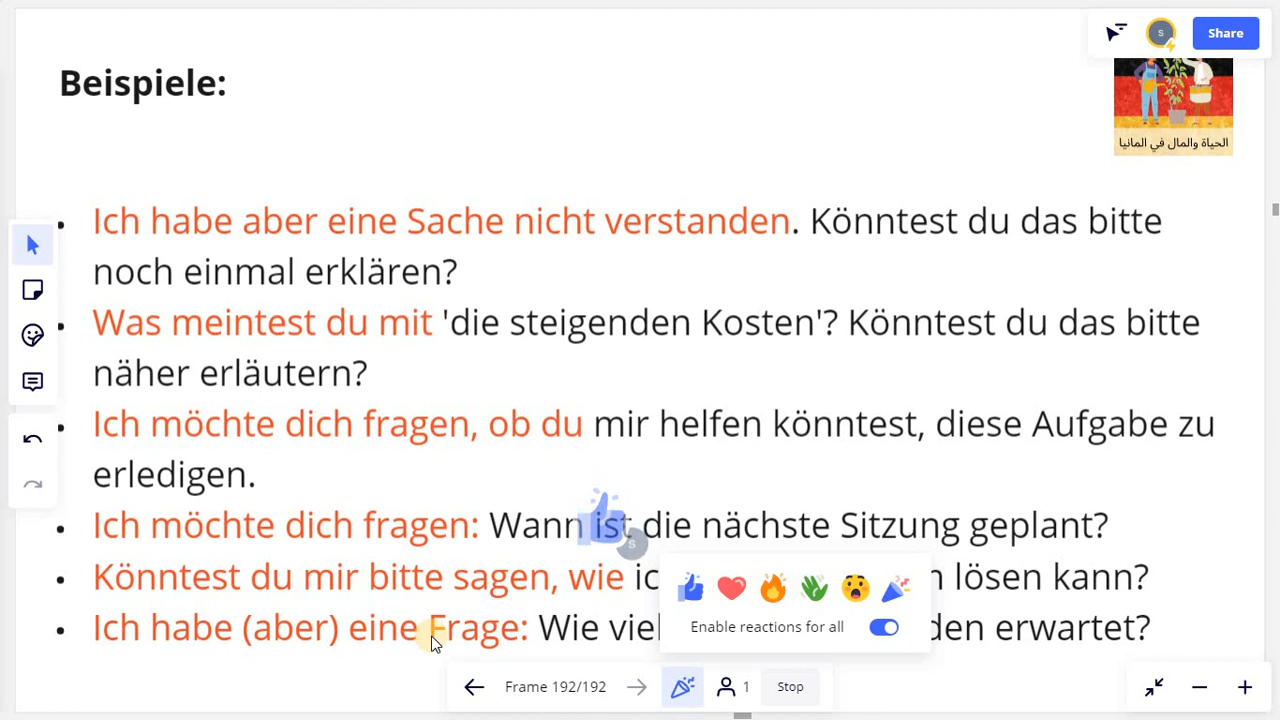 Share
Beispiele:
الحياة والمال في المانيا
Ich habe aber eine Sache nicht verstanden. Könntest du das bitte
noch einmal erklären?
Was meintest du mit 'die steigenden Kosten'? Könntest du das bitte
näher erläutern?
Ich möchte dich fragen, ob du mir helfen könntest, diese Aufgabe zu
erledigen.
Ich möchte dich fragen: Wann ist die nächste Sitzung geplant?
S
Könntest du mir bitte sagen, wie lösen kann?
Ich habe (aber) eine Frage: Wie viel erwartet?
Enable reactions for all
Frame 192/192
1
Stop